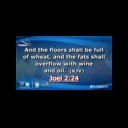 And the floors shall be full
of wheat, and the fats shall
overflow with wine
and oil. (KJV)
Joel 2:24